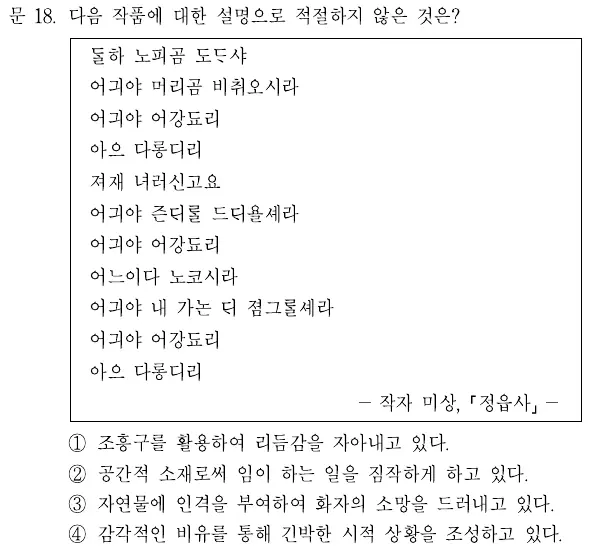 문 18. 다음 작품에 대한 설명으로 적절하지 않은 것은?
ᄃᆞᆯ하 노피곰 도ᄃᆞ샤
어긔야 머리곰 비취오시라
어긔야 어강됴리
아으 다롱디리
져재 녀러신고요
어긔야 즌ᄃᆡᄅᆞᆯ 드ᄃᆡ욜셰라
어긔야 어강됴리
어느이다 노코시라
어긔야 내 가논 ᄃᆡ 졈그ᄅᆞᆯ셰라
어긔야 어강됴리
아으 다롱디리
- 작자 미상, 「정읍사」 -
① 조흥구를 활용하여 리듬감을 자아내고 있다.
② 공간적 소재로써 임이 하는 일을 짐작하게 하고 있다.
③ 자연물에 인격을 부여하여 화자의 소망을 드러내고 있다.
④ 감각적인 비유를 통해 긴박한 시적 상황을 조성하고 있다.